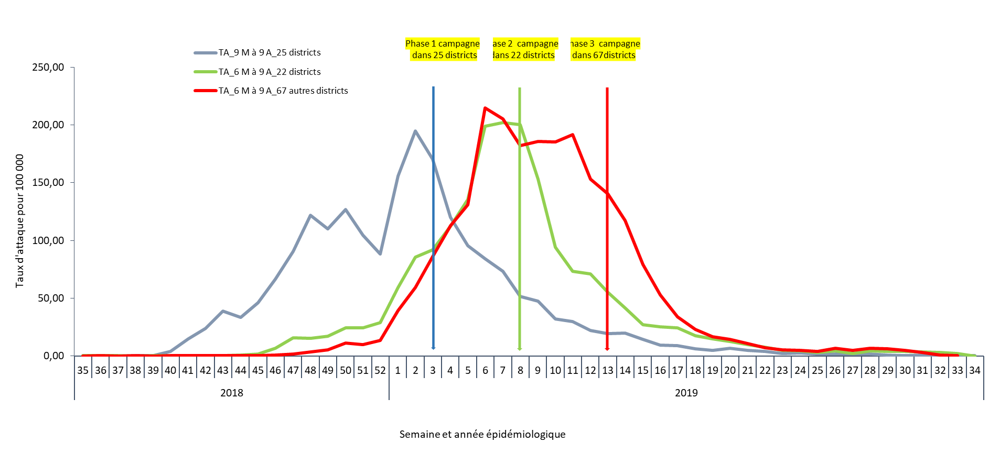 Phase 1 campagne
dans 25 districts
ase 2 campagne
dans 22 districts
hase 3 campagne
dans 67districts
TA_9 M à 9 A_25 districts
TA_6 M à 9 A_22 districts
TA_6 M à 9 A_67 autres districts
250,00
200,00
150,00
100,00
50,00
0,00
Taux d'attaque pour 100 000
35 36 37 38 39 40 41 42 43 44 45 46 47 48 49 50 51 52 1 2 3 4 5 6 7 8 9 10 11 12 13 14 15 16 17 18 19 20 21 22 23 24 25 26 27 28 29 30 31 32 33 34
2018 2019
Semaine et année épidémiologique